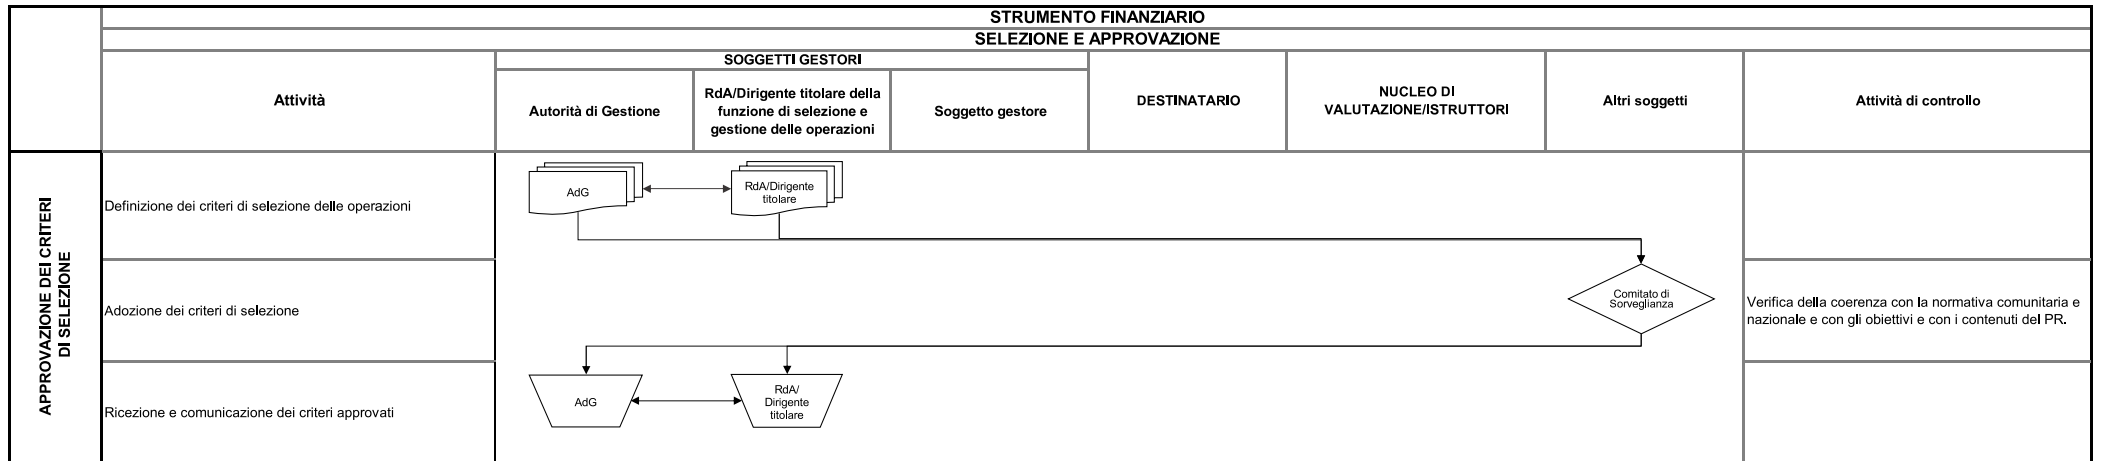 STRUMENTO FINANZIARIO
SELEZIONE E APPROVAZIONE
Attività
SOGGETTI GESTORI
Autorità di Gestione
RdA/Dirigente titolare della
funzione di selezione e
gestione delle operazioni
Soggetto gestore
DESTINATARIO
NUCLEO DI
VALUTAZIONE/ISTRUTTORI
Altri soggetti
Attività di controllo
APPROVAZIONE DEI CRITERI
DI SELEZIONE
Definizione dei criteri di selezione delle operazioni
AdG
RdA/Dirigente
titolare
Adozione dei criteri di selezione
Comitato di
Sorveglianza
Verifica della coerenza con la normativa comunitaria e
nazionale e con gli obiettivi e con i contenuti del PR.
Ricezione e comunicazione dei criteri approvati
AdG
RdA/
Dirigente
titolare